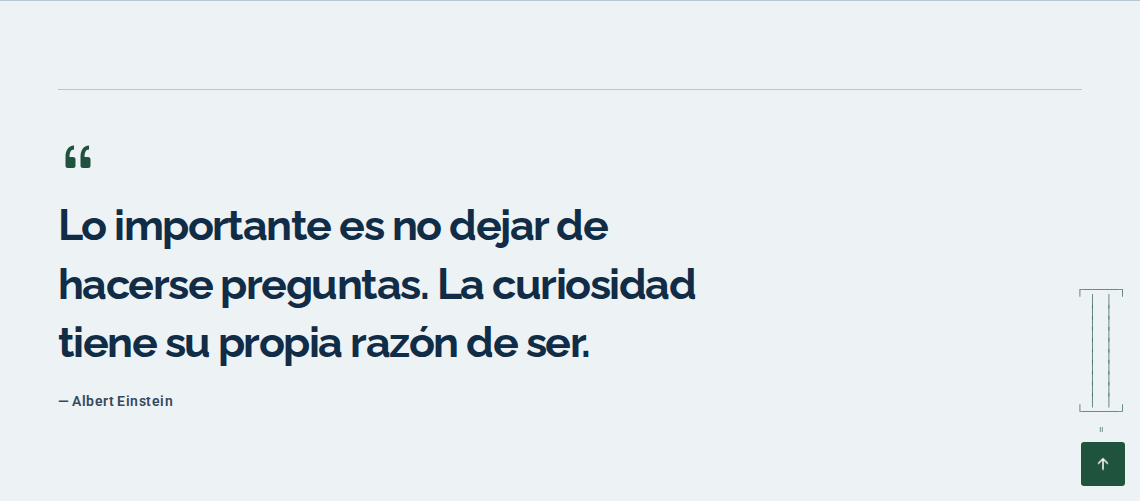 “
Lo importante es no dejar de
hacerse preguntas. La curiosidad
tiene su propia razón de ser.
— Albert Einstein